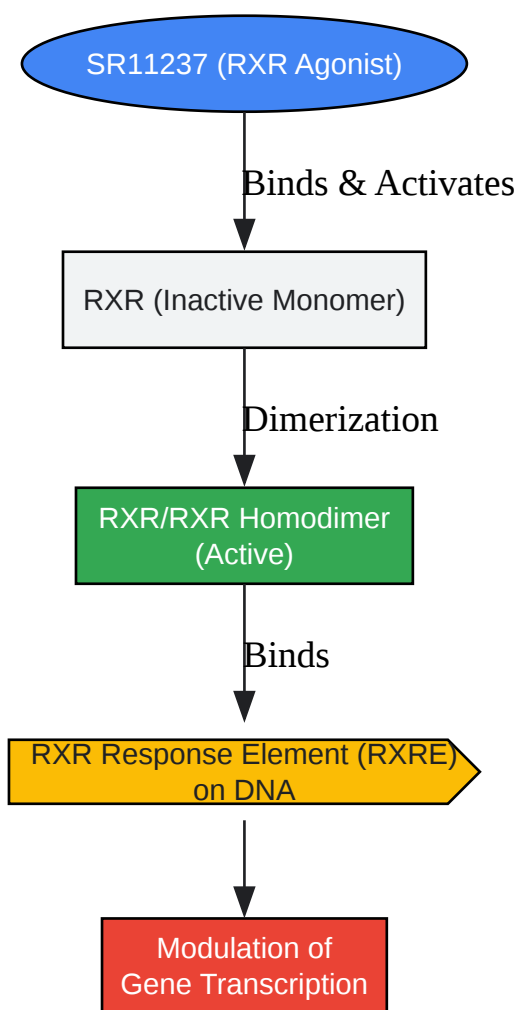 SR11237 (RXR Agonist)
Binds & Activates
RXR (Inactive Monomer)
Dimerization
RXR/RXR Homodimer
(Active)
Binds
RXR Response Element (RXRE)
on DNA
Modulation of
Gene Transcription